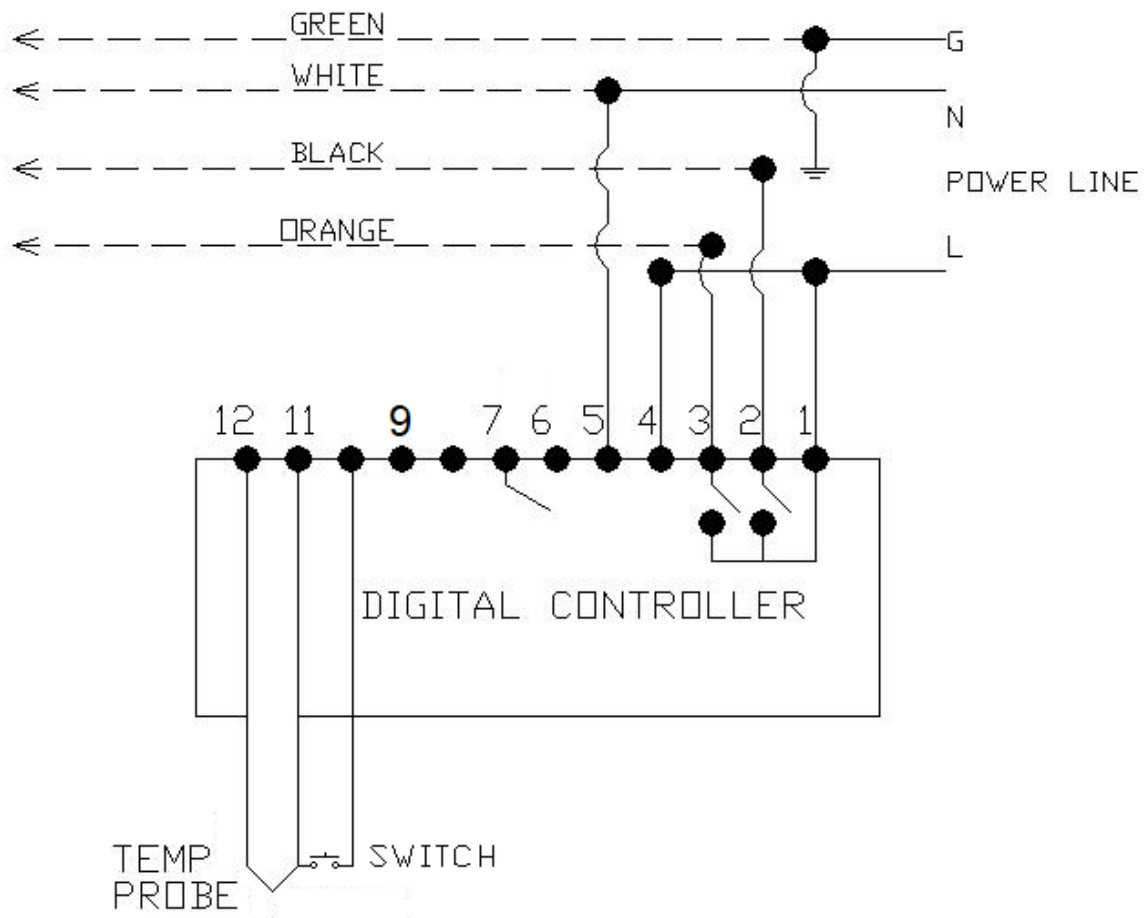 GREEN
G
WHITE
N
BLACK
POWER LINE
ORANGE
L
12 11 9 7 6 5 4 3 2 1
DIGITAL CONTROLLER
TEMP
PROBE
SWITCH